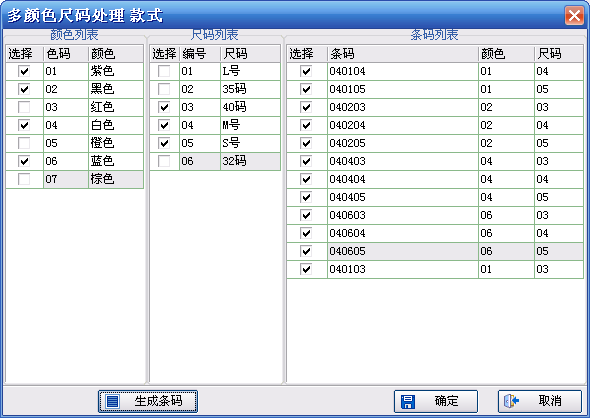 多颜色尺码处理 款式
颜色列表
选择 色码 颜色
01 紫色
02 黑色
03 红色
04 白色
05 橙色
06 蓝色
07 棕色
尺码列表
选择 编号 尺码
01 L号
02 35码
03 40码
04 M号
05 S号
06 32码
条码列表
选择 条码 颜色 尺码
040104 01 04
040105 01 05
040203 02 03
040204 02 04
040205 02 05
040403 04 03
040404 04 04
040405 04 05
040603 06 03
040604 06 04
040605 06 05
040103 01 03
生成条码 确定 取消